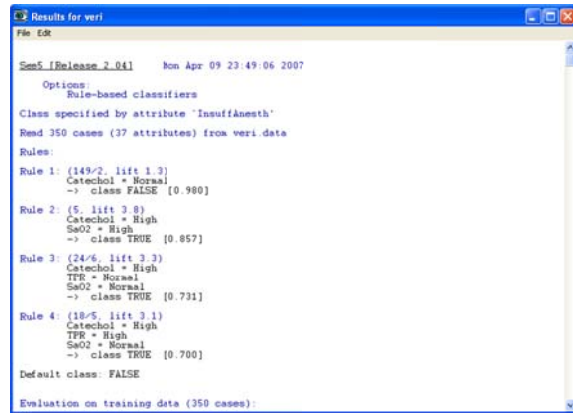 Results for veri
File Edit
See5 [Release 2.04] Mon Apr 09 23:49:06 2007
Options:
Rule-based classifiers
Class specified by attribute `InsuffAnesth'
Read 350 cases (37 attributes) from veri.data
Rules:
Rule 1: (149/2, lift 1.3)
Catechol = Normal
-> class FALSE [0.980]
Rule 2: (5, lift 3.8)
Catechol = High
SaO2 = High
-> class TRUE [0.857]
Rule 3: (24/6, lift 3.3)
Catechol = High
TPR = Normal
SaO2 = Normal
-> class TRUE [0.731]
Rule 4: (18/5, lift 3.1)
Catechol = High
TPR = High
SaO2 = Normal
-> class TRUE [0.700]
Default class: FALSE
Evaluation on training data (350 cases):